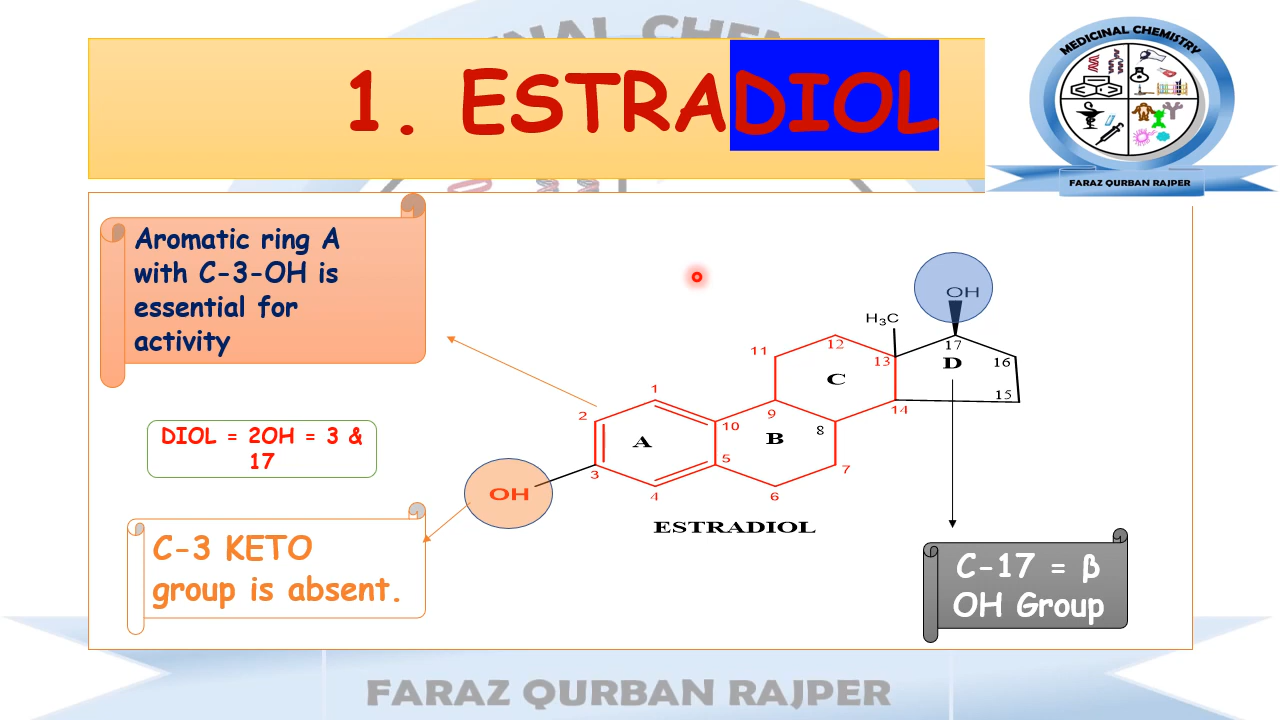 MEDICINAL CHEMISTRY
1. ESTRADIOL
FARAZ QURBAN RAJPER
Aromatic ring A
with C-3-OH is
essential for
activity
DIOL = 2OH = 3 &
17
C-3 KETO
group is absent.
OH
H3C
12
17
11
13
D
16
C
15
1
14
2
9
10
8
A
B
5
7
3
OH
4
6
ESTRADIOL
C-17 = β
OH Group
FARAZ QURBAN RAJPER